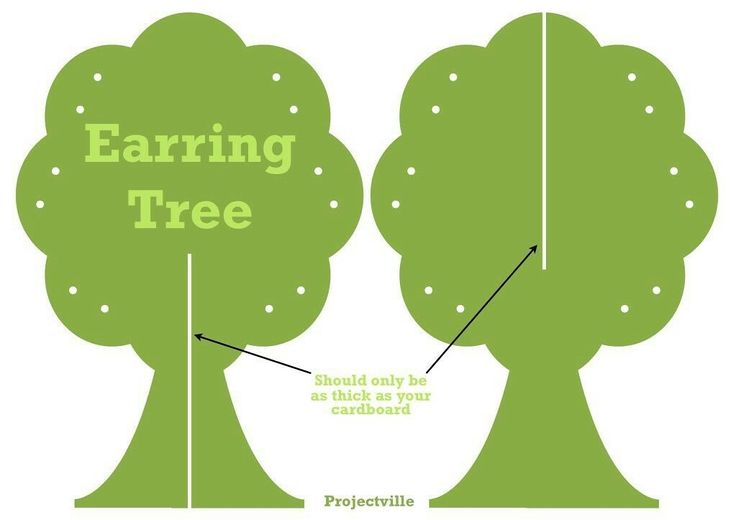 Earring
Tree
Should only be
as thick as your
cardboard
Projectville